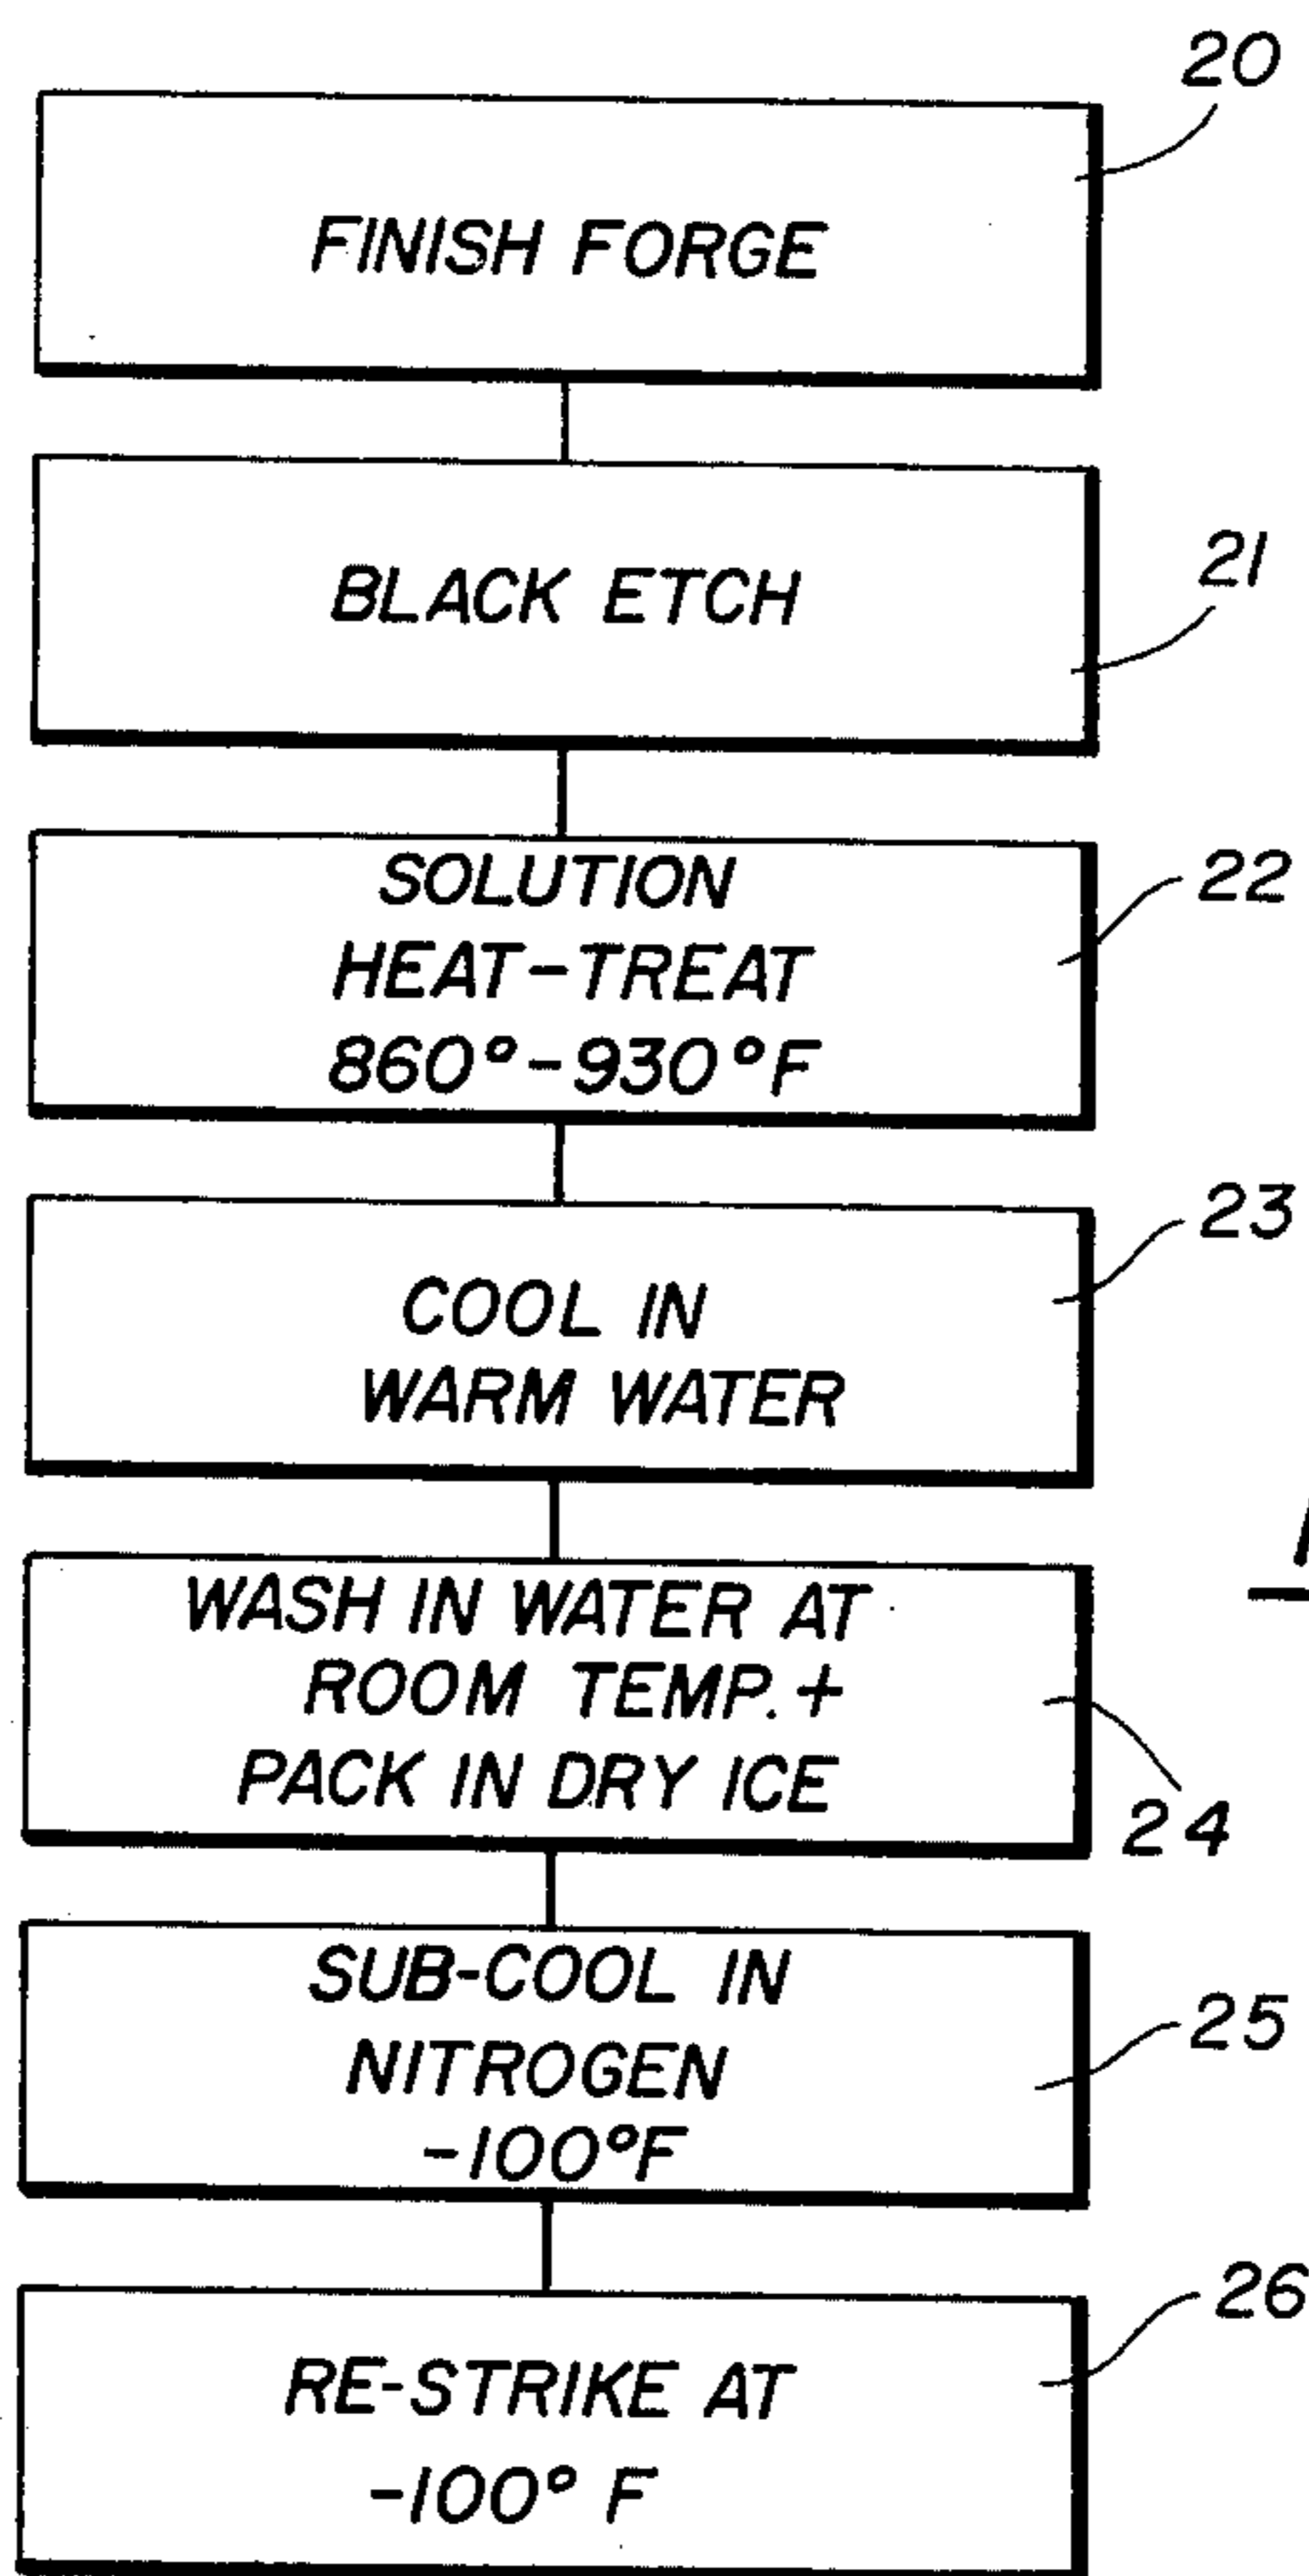 20
FINISH FORGE
BLACK ETCH
21
SOLUTION
HEAT-TREAT
860°-930°F
22
COOL IN
WARM WATER
23
WASH IN WATER AT
ROOM TEMP. +
PACK IN DRY ICE
24
SUB-COOL IN
NITROGEN
-100°F
25
RE-STRIKE AT
-100° F
26